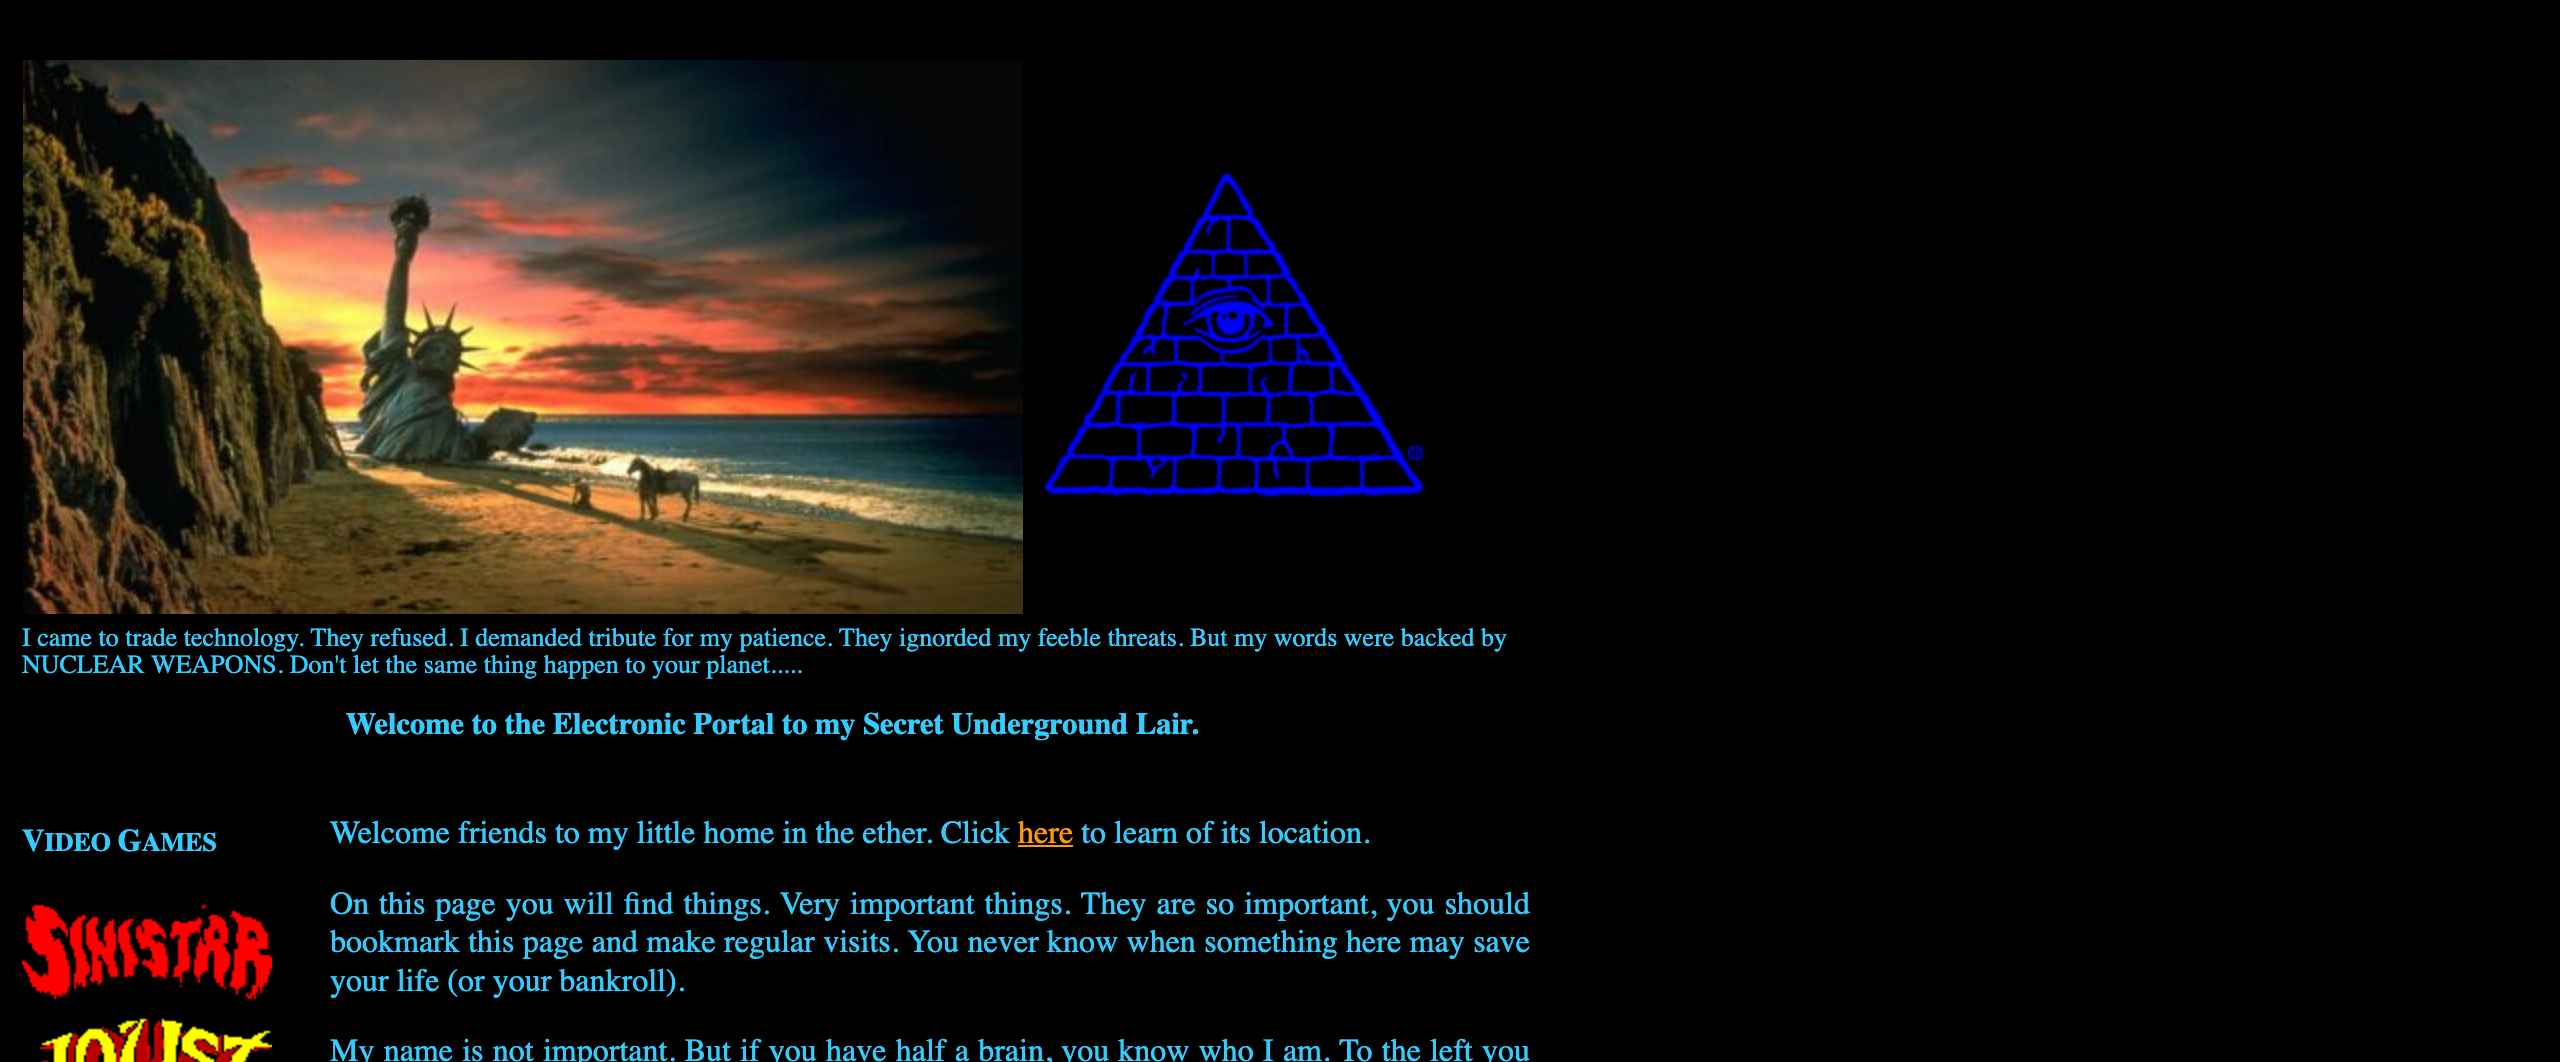 ®
I came to trade technology. They refused. I demanded tribute for my patience. They ignorded my feeble threats. But my words were backed by
NUCLEAR WEAPONS. Don't let the same thing happen to your planet.....
Welcome to the Electronic Portal to my Secret Underground Lair.
VIDEO GAMES
Welcome friends to my little home in the ether. Click here to learn of its location.
SINISTAR
On this page you will find things. Very important things. They are so important, you should
bookmark this page and make regular visits. You never know when something here may save
your life (or your bankroll).
JOUST
My name is not important. But if you have half a brain, you know who I am. To the left you